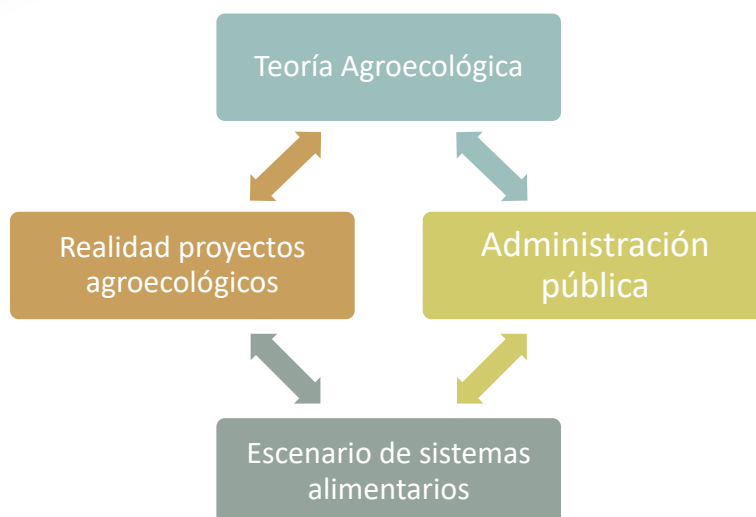 Teoría Agroecológica
Realidad proyectos
agroecológicos
Administración
pública
Escenario de sistemas
alimentarios